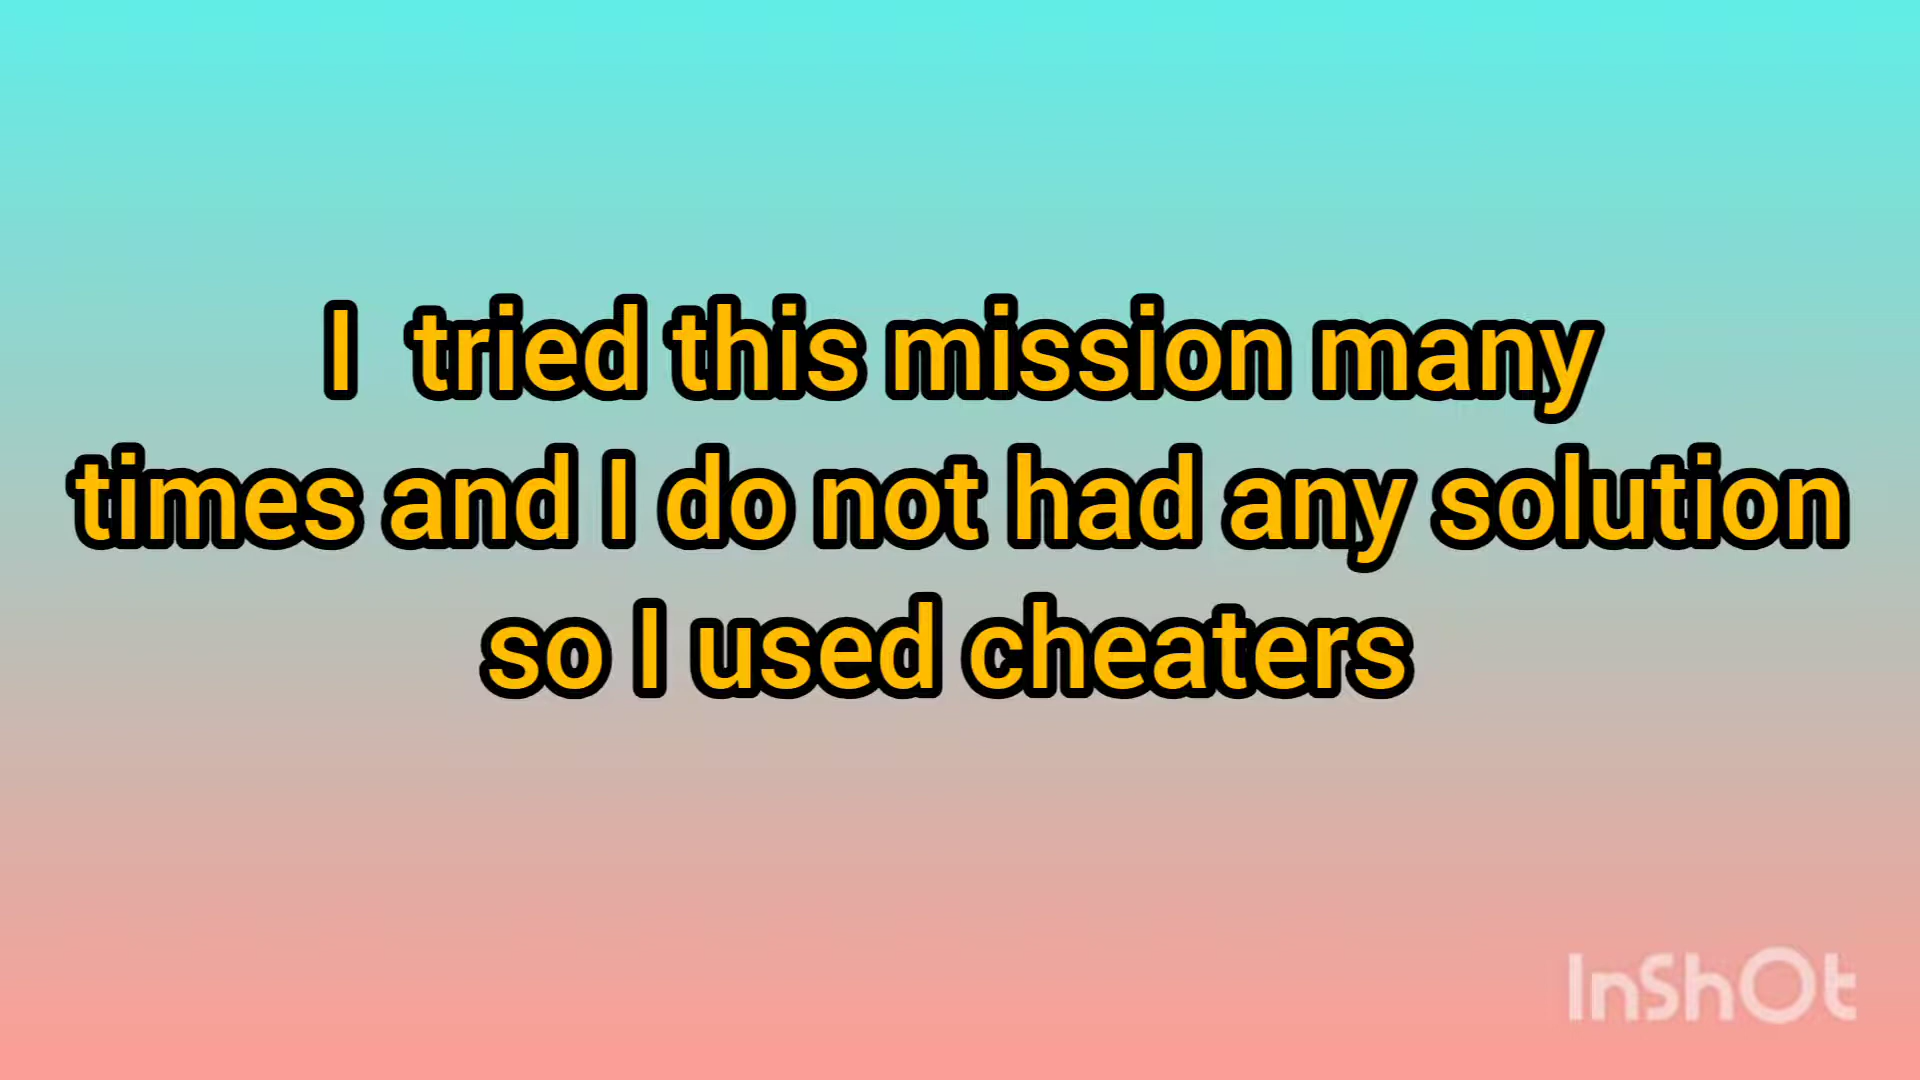 I  tried this mission many
times and I do not had any solution
so I used cheaters
InShOt